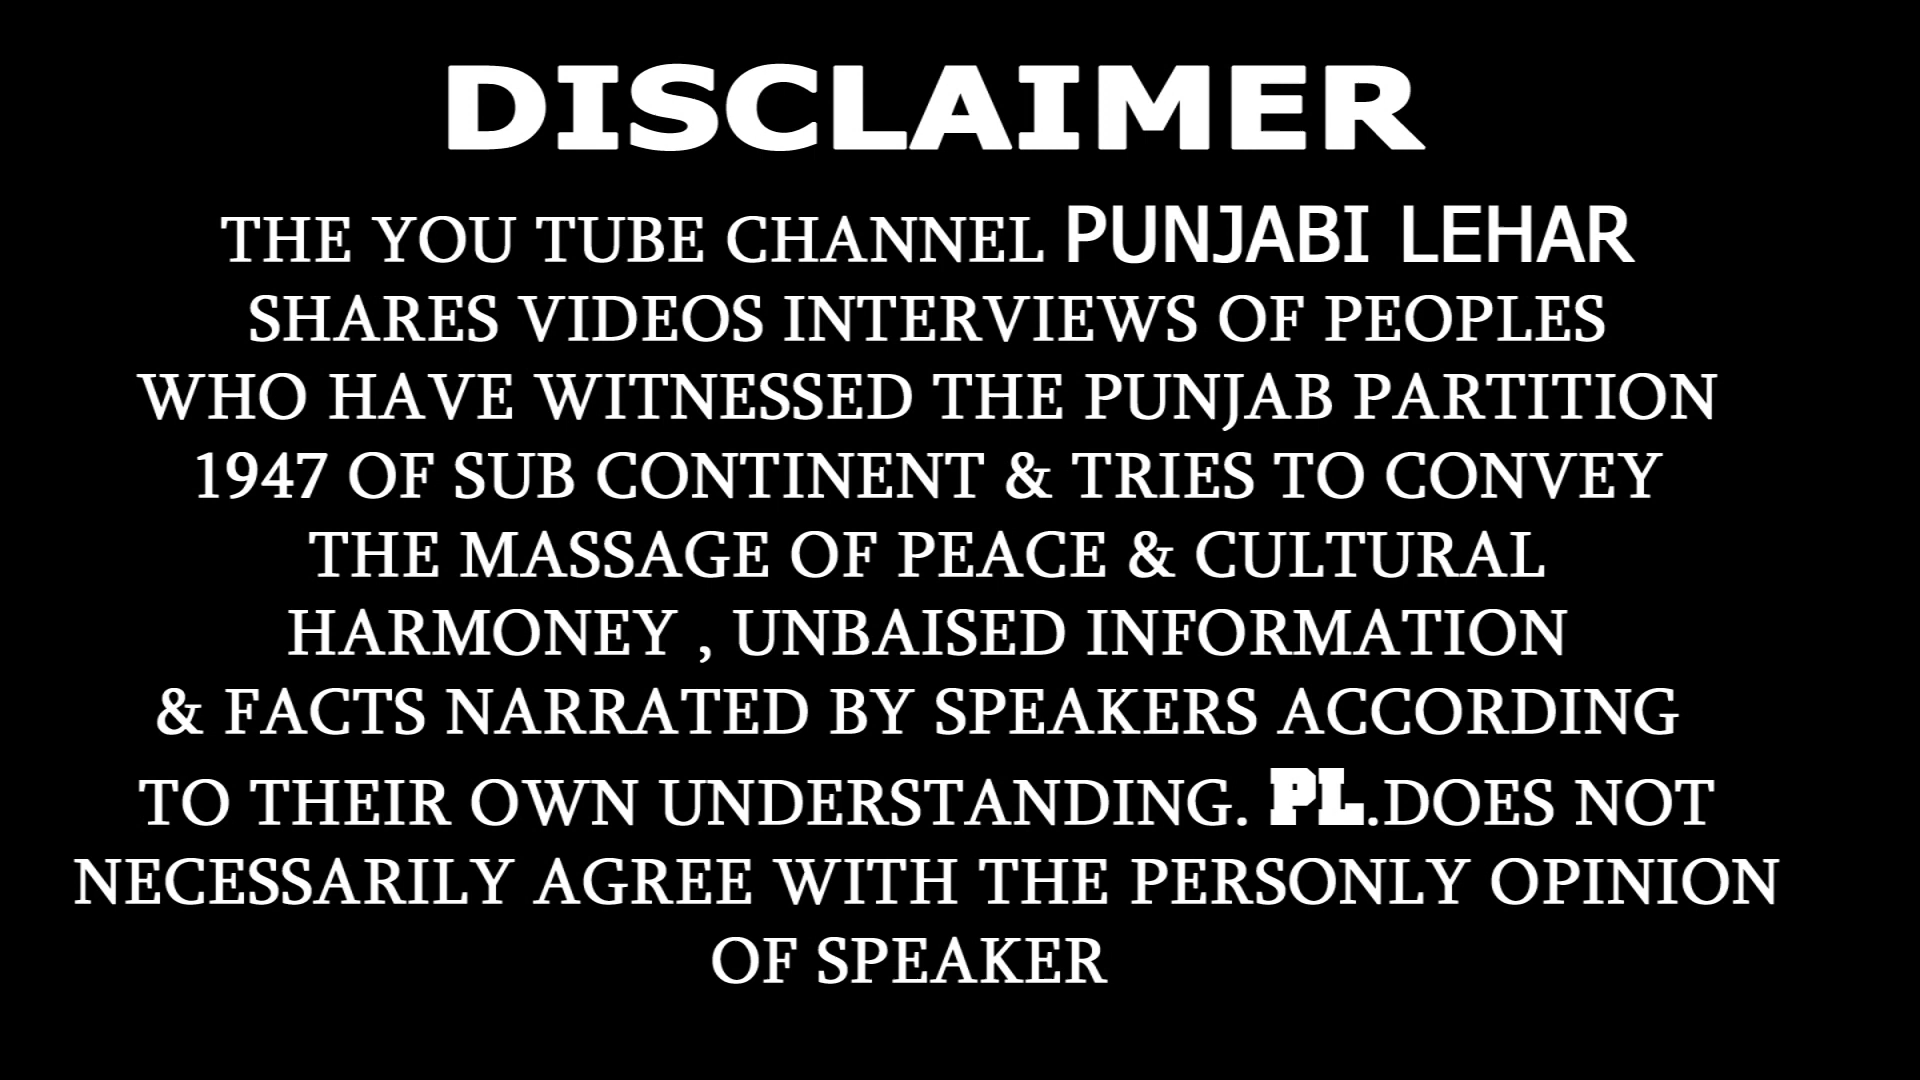 DISCLAIMER
THE YOU TUBE CHANNEL PUNJABI LEHAR
SHARES VIDEOS INTERVIEWS OF PEOPLES
WHO HAVE WITNESSED THE PUNJAB PARTITION
1947 OF SUB CONTINENT & TRIES TO CONVEY
THE MASSAGE OF PEACE & CULTURAL
HARMONEY , UNBAISED INFORMATION
& FACTS NARRATED BY SPEAKERS ACCORDING
TO THEIR OWN UNDERSTANDING. PL.DOES NOT
NECESSARILY AGREE WITH THE PERSONLY OPINION
OF SPEAKER